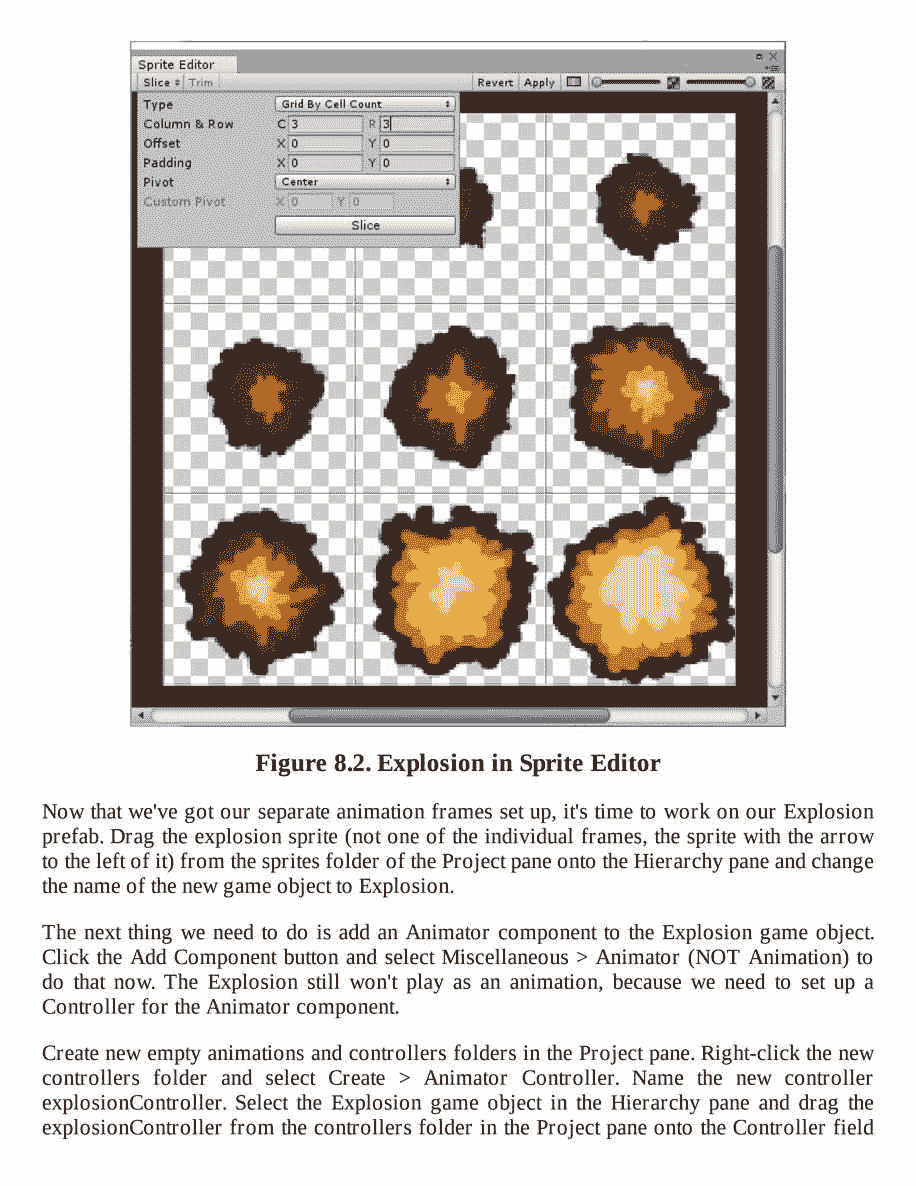 Sprite Editor
Slice Trim Revert Apply
Type Grid By Cell Count
Column & Row C 3 R 3
Offset X 0 Y 0
Padding X 0 Y 0
Pivot Center
Custom Pivot X 0 Y 0
Slice
Figure 8.2. Explosion in Sprite Editor
Now that we've got our separate animation frames set up, it's time to work on our Explosion
prefab. Drag the explosion sprite (not one of the individual frames, the sprite with the arrow
to the left of it) from the sprites folder of the Project pane onto the Hierarchy pane and change
the name of the new game object to Explosion.
The next thing we need to do is add an Animator component to the Explosion game object.
Click the Add Component button and select Miscellaneous > Animator (NOT Animation) to
do that now. The Explosion still won't play as an animation, because we need to set up a
Controller for the Animator component.
Create new empty animations and controllers folders in the Project pane. Right-click the new
controllers folder and select Create > Animator Controller. Name the new controller
explosionController. Select the Explosion game object in the Hierarchy pane and drag the
explosionController from the controllers folder in the Project pane onto the Controller field